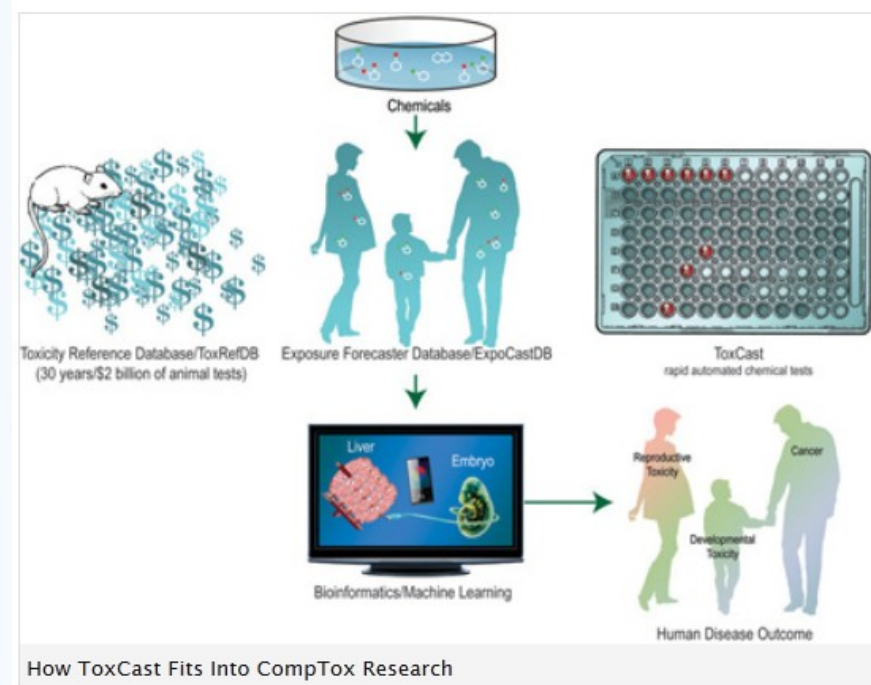 Chemicals
Toxicity Reference Database/ToxRefDB
(30 years/$2 billion of animal tests)
Exposure Forecaster Database/ExpoCastDB
ToxCast
rapid automated chemical tests
Liver
Embryo
Bioinformatics/Machine Learning
Reproductive
Toxicity
Cancer
Developmental
Toxicity
Human Disease Outcome
How ToxCast Fits Into CompTox Research